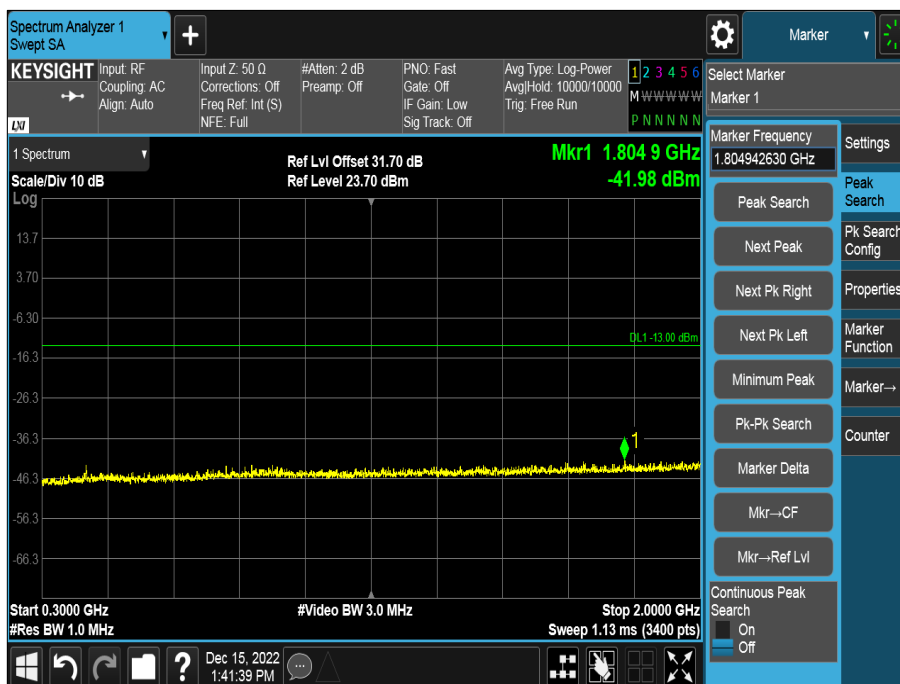 Spectrum Analyzer 1
Swept SA
Marker
KEYSIGHT
Input: RF
Coupling: AC
Align: Auto
Input Z: 50 Ω
Corrections: Off
Freq Ref: Int (S)
NFE: Full
#Atten: 2 dB
Preamp: Off
PNO: Fast
Gate: Off
IF Gain: Low
Sig Track: Off
Avg Type: Log-Power
Avg|Hold: 10000/10000
Trig: Free Run
1 2 3 4 5 6
M W W W W W
P N N N N N
LXI
Select Marker
Marker 1
1 Spectrum
Scale/Div 10 dB
Ref Lvl Offset 31.70 dB
Ref Level 23.70 dBm
Mkr1 1.804 9 GHz
-41.98 dBm
Log
13.7
3.70
-6.30
-16.3
-26.3
-36.3
-46.3
-56.3
-66.3
DL1 -13.00 dBm
1
Start 0.3000 GHz
#Res BW 1.0 MHz
#Video BW 3.0 MHz
Stop 2.0000 GHz
Sweep 1.13 ms (3400 pts)
Marker Frequency
1.804942630 GHz
Peak Search
Next Peak
Next Pk Right
Next Pk Left
Minimum Peak
Pk-Pk Search
Marker Delta
Mkr→CF
Mkr→Ref Lvl
Continuous Peak
Search
On
Off
Settings
Peak
Search
Pk Search
Config
Properties
Marker
Function
Marker→
Counter
?
Dec 15, 2022
1:41:39 PM